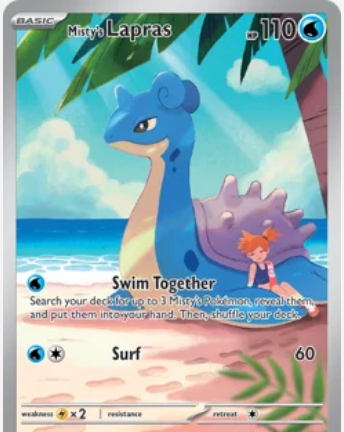 BASIC
Misty's Lapras HP 110
Swim Together
Search your deck for up to 3 Misty's Pokémon, reveal them,
and put them into your hand. Then, shuffle your deck.
Surf 60
weakness x2 resistance retreat